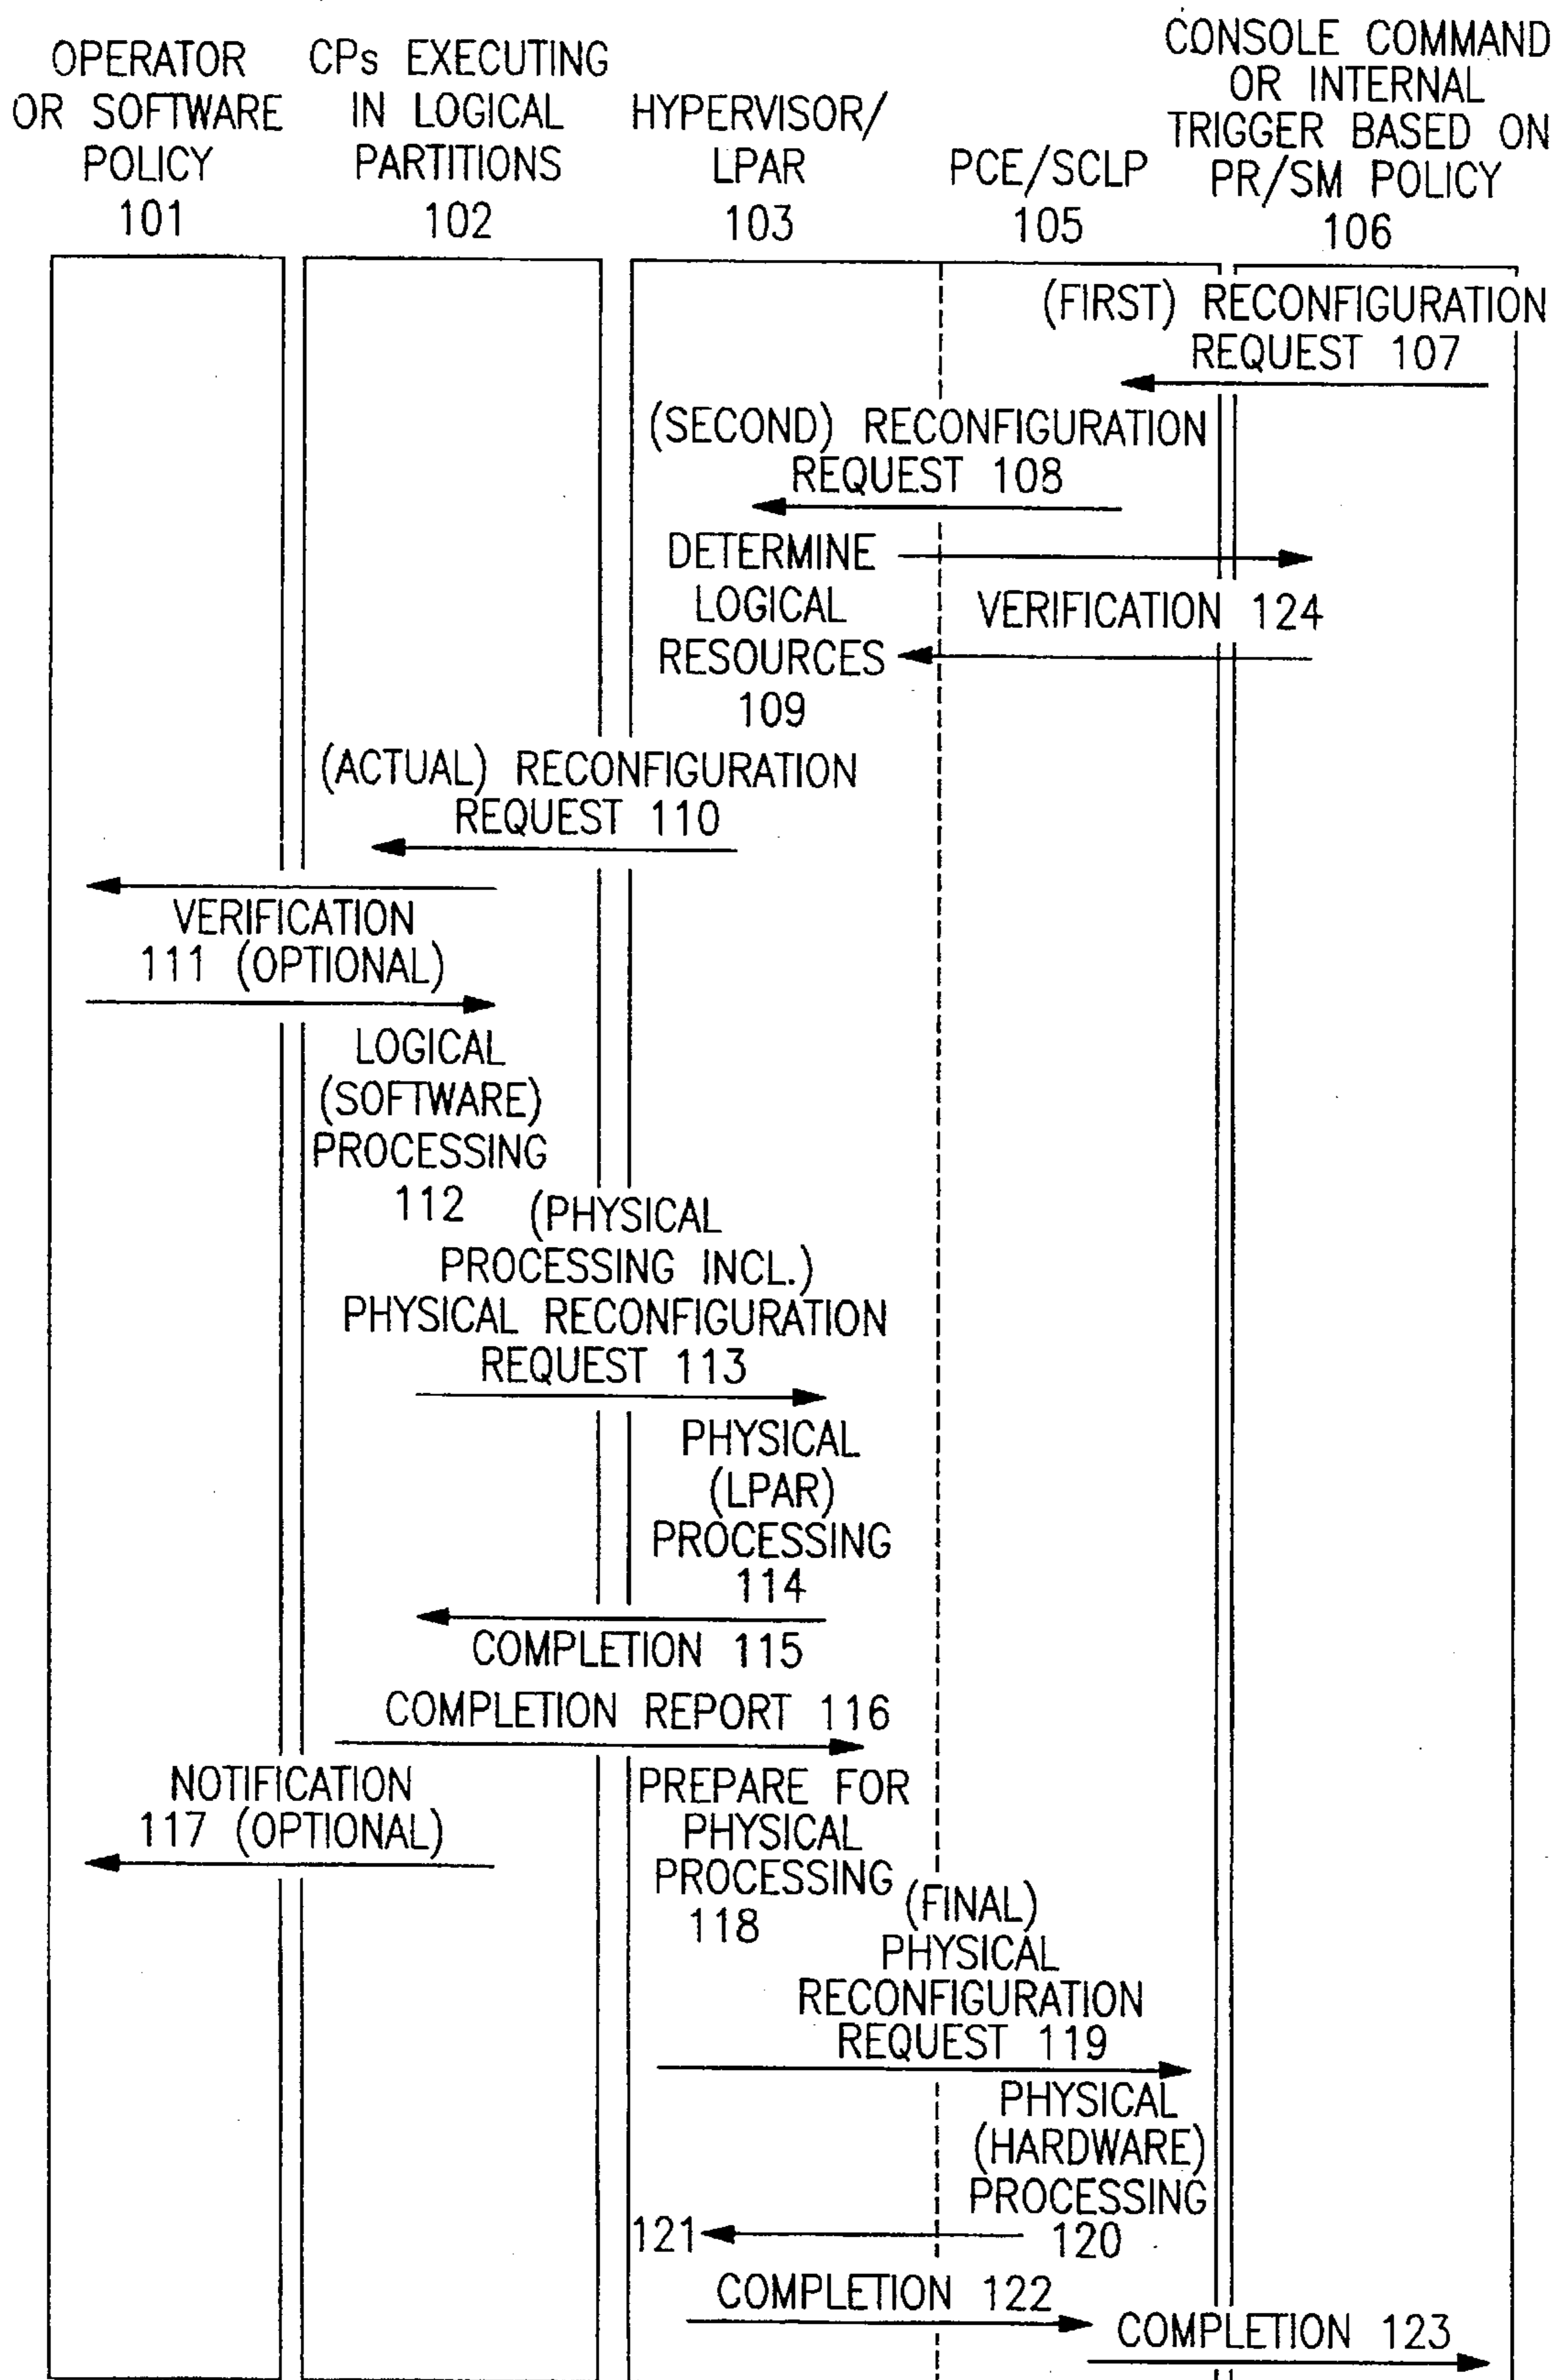 OPERATOR
OR SOFTWARE
POLICY
101
CPs EXECUTING
IN LOGICAL
PARTITIONS
102
HYPERVISOR/
LPAR
103
PCE/SCLP
105
CONSOLE COMMAND
OR INTERNAL
TRIGGER BASED ON
PR/SM POLICY
106
(FIRST) RECONFIGURATION
REQUEST 107
(SECOND) RECONFIGURATION
REQUEST 108
DETERMINE
LOGICAL
RESOURCES
109
VERIFICATION 124
(ACTUAL) RECONFIGURATION
REQUEST 110
VERIFICATION
111 (OPTIONAL)
LOGICAL
(SOFTWARE)
PROCESSING
112
(PHYSICAL
PROCESSING INCL.)
PHYSICAL RECONFIGURATION
REQUEST 113
PHYSICAL
(LPAR)
PROCESSING
114
COMPLETION 115
COMPLETION REPORT 116
NOTIFICATION
117 (OPTIONAL)
PREPARE FOR
PHYSICAL
PROCESSING
118
(FINAL)
PHYSICAL
RECONFIGURATION
REQUEST 119
PHYSICAL
(HARDWARE)
PROCESSING
120
121
COMPLETION 122
COMPLETION 123